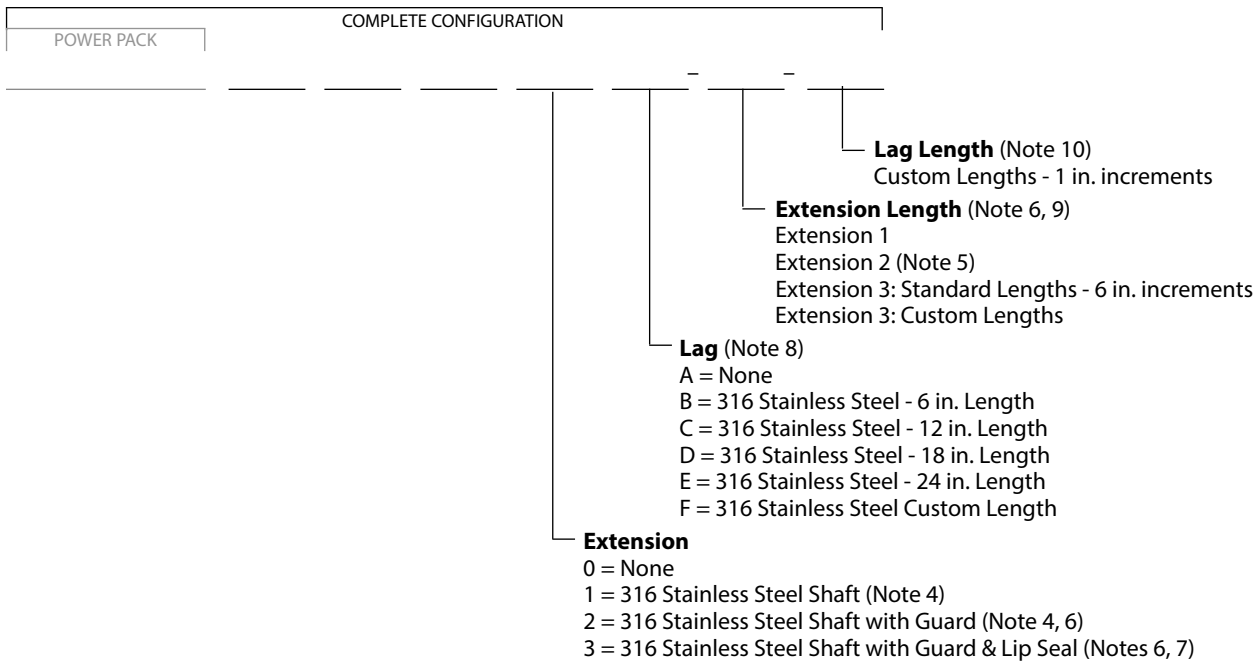 COMPLETE CONFIGURATION
POWER PACK
– –
Lag Length (Note 10)
Custom Lengths - 1 in. increments
Extension Length (Note 6, 9)
Extension 1
Extension 2 (Note 5)
Extension 3: Standard Lengths - 6 in. increments
Extension 3: Custom Lengths
Lag (Note 8)
A = None
B = 316 Stainless Steel - 6 in. Length
C = 316 Stainless Steel - 12 in. Length
D = 316 Stainless Steel - 18 in. Length
E = 316 Stainless Steel - 24 in. Length
F = 316 Stainless Steel Custom Length
Extension
0 = None
1 = 316 Stainless Steel Shaft (Note 4)
2 = 316 Stainless Steel Shaft with Guard (Note 4, 6)
3 = 316 Stainless Steel Shaft with Guard & Lip Seal (Notes 6, 7)